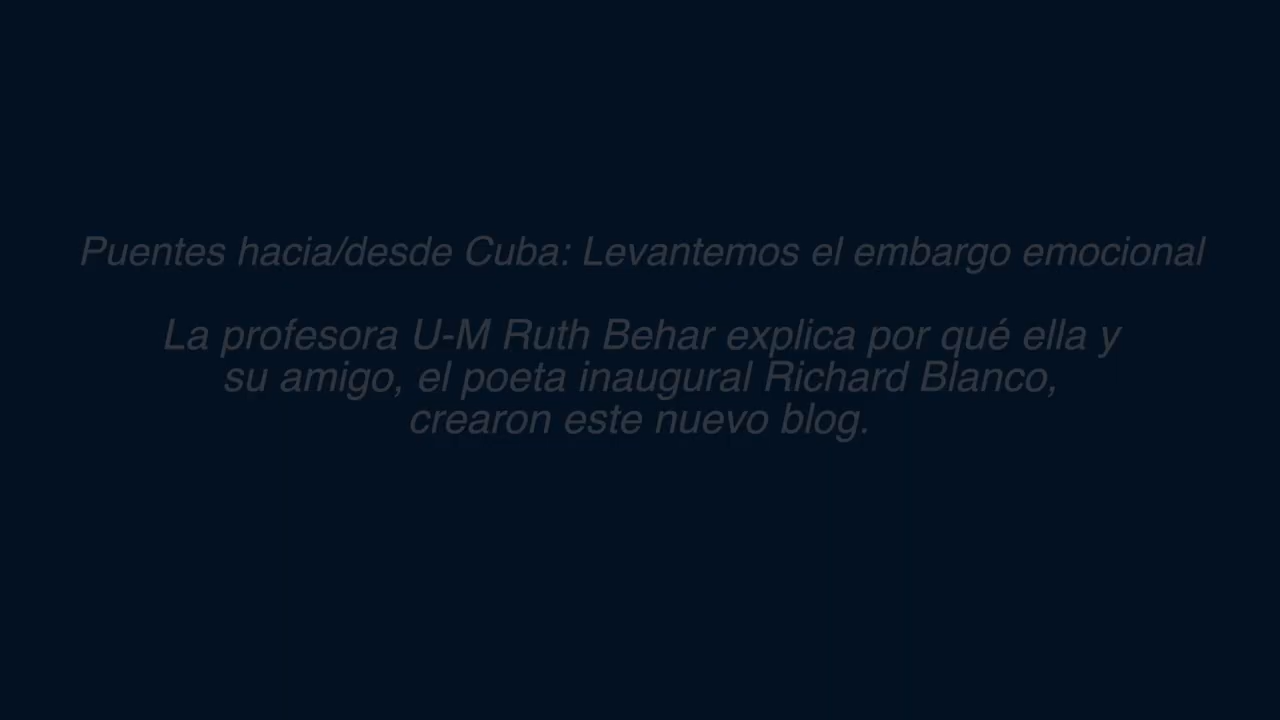 Puentes hacia/desde Cuba: Levantemos el embargo emocional
La profesora U-M Ruth Behar explica por qué ella y
su amigo, el poeta inaugural Richard Blanco,
crearon este nuevo blog.